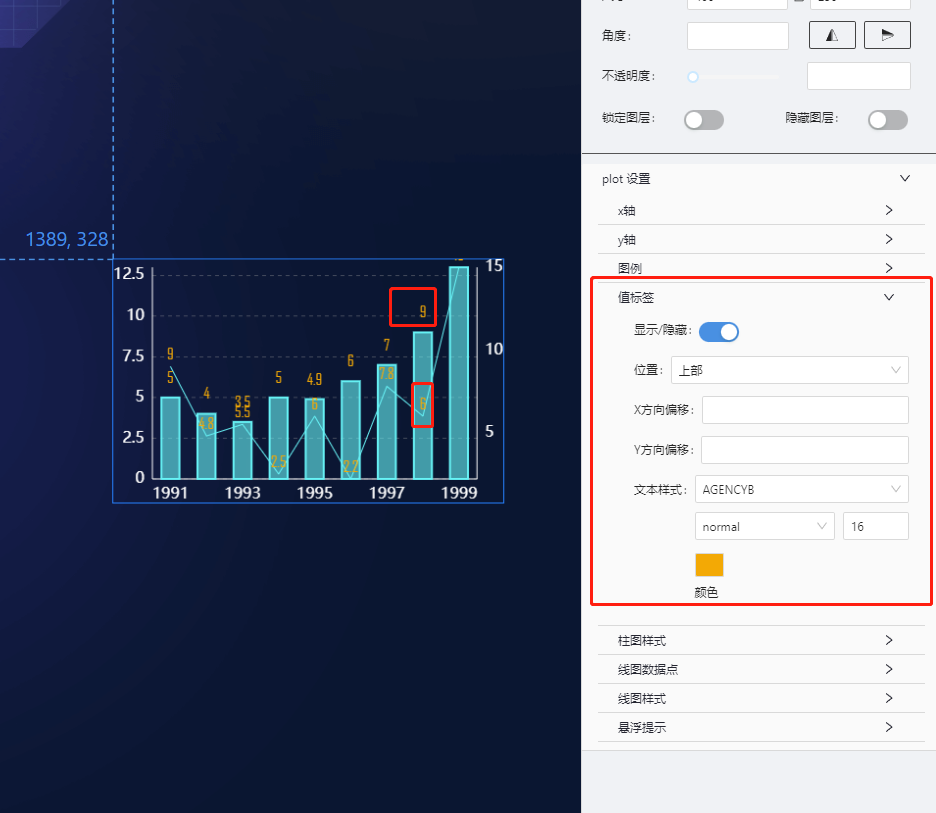 角度:
不透明度:
锁定图层:
隐藏图层:
plot 设置
x轴
y轴
图例
值标签
显示/隐藏:
位置:
上部
X方向偏移:
Y方向偏移:
文本样式:
AGENCYB
normal
16
颜色
柱图样式
线图数据点
线图样式
悬浮提示
1389, 328
12.5
10
7.5
5
2.5
0
15
10
5
9
5
4
4.8
3.5
5.5
5
2.5
4.9
6
6
2.2
7
7.8
9
6
1991
1993
1995
1997
1999